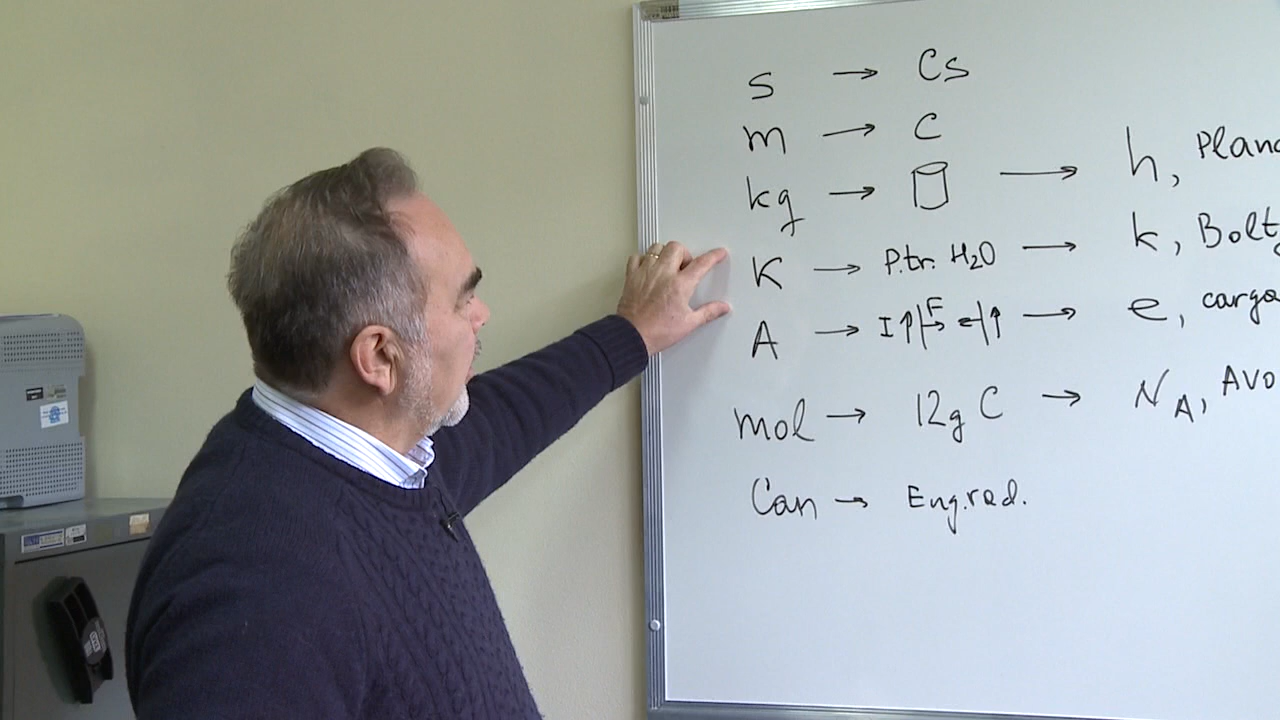 s → Cs
m → C
kg → → h, Planc
K → P.tr. H₂O → k, Boltz
A → I↑|F→ ←|↑ → e, carga
mol → 12g C → N_A, Avo
Can → Eng.rad.